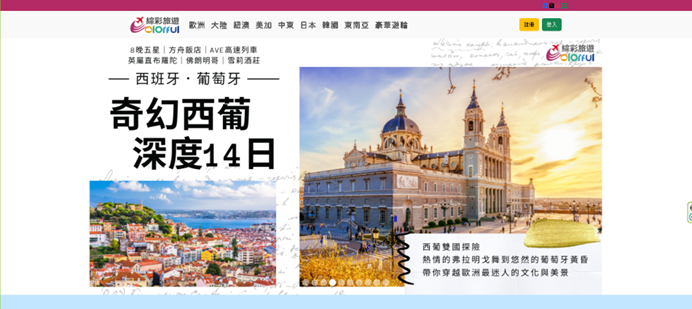 綜彩旅遊
Colorful
歐洲 大陸 紐澳 美加 中東 日本 韓國 東南亞 豪華遊輪
註冊 登入
8晚五星｜方舟飯店｜AVE高速列車
英屬直布羅陀｜佛朗明哥｜雪莉酒莊
西班牙・葡萄牙
奇幻西葡
深度14日
綜彩旅遊
Colorful
西葡雙國探險
熱情的弗拉明戈舞到悠然的葡萄牙黃昏
帶你穿越歐洲最迷人的文化與美景